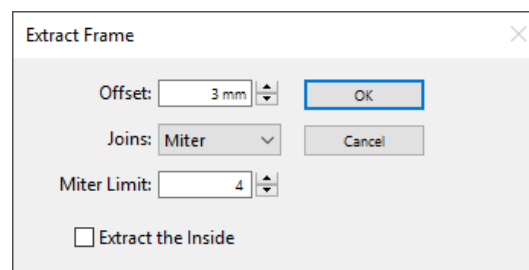 Extract Frame
Offset: 3 mm OK
Joins: Miter Cancel
Miter Limit: 4
Extract the Inside